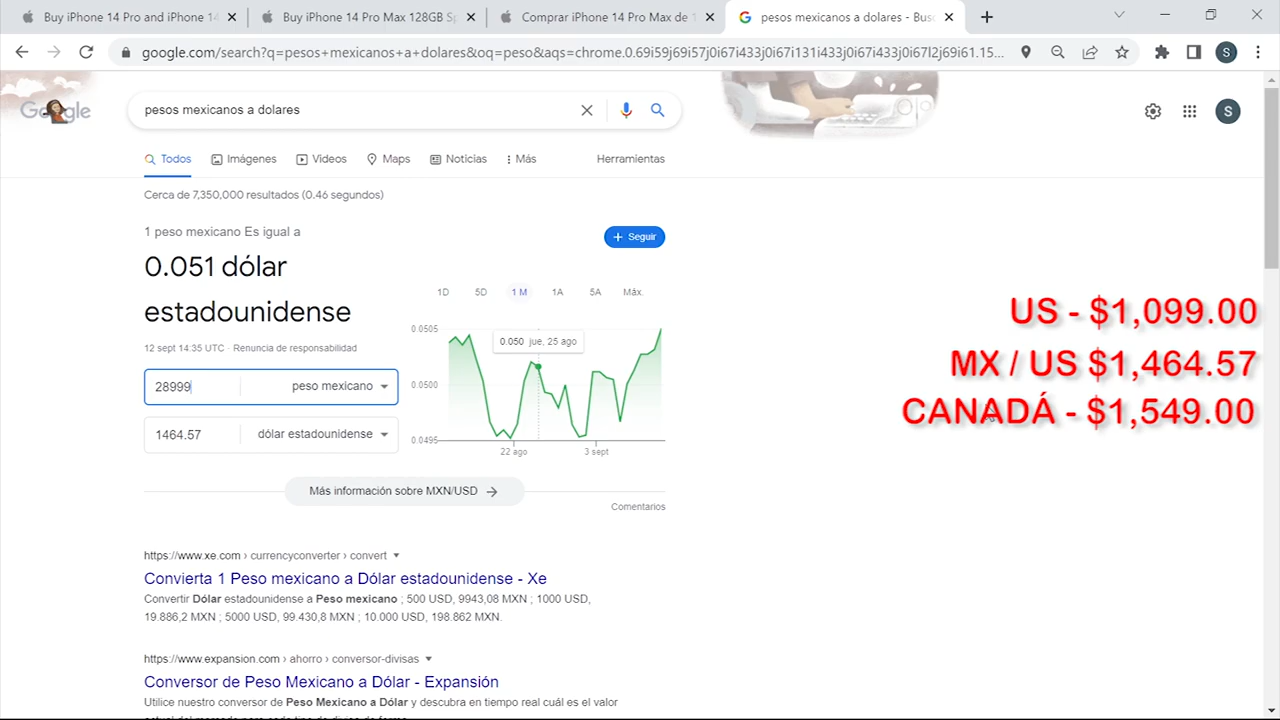 Buy iPhone 14 Pro and iPhone 14
Buy iPhone 14 Pro Max 128GB Sp
Comprar iPhone 14 Pro Max de 1
pesos mexicanos a dolares - Bus
google.com/search?q=pesos+mexicanos+a+dolares&oq=peso&aqs=chrome.0.69i59j69i57j0i67i433j0i67i131i433j0i67i433j0i67l2j69i61.15...
S
Google
pesos mexicanos a dolares
S
Todos
Imágenes
Videos
Maps
Noticias
Más
Herramientas
Cerca de 7,350,000 resultados (0.46 segundos)
1 peso mexicano Es igual a
Seguir
0.051 dólar
estadounidense
12 sept 14:35 UTC · Renuncia de responsabilidad
28999 peso mexicano
1464.57 dólar estadounidense
1D 5D 1 M 1A 5A Máx.
0.0505
0.050 jue, 25 ago
0.0500
0.0495
22 ago 3 sept
US - $1,099.00
MX / US $1,464.57
CANADÁ - $1,549.00
Más información sobre MXN/USD
Comentarios
https://www.xe.com › currencyconverter › convert
Convierta 1 Peso mexicano a Dólar estadounidense - Xe
Convertir Dólar estadounidense a Peso mexicano ; 500 USD, 9943,08 MXN ; 1000 USD,
19.886,2 MXN ; 5000 USD, 99.430,8 MXN ; 10.000 USD, 198.862 MXN.
https://www.expansion.com › ahorro › conversor-divisas
Conversor de Peso Mexicano a Dólar - Expansión
Utilice nuestro conversor de Peso Mexicano a Dólar y descubra en tiempo real cuál es el valor